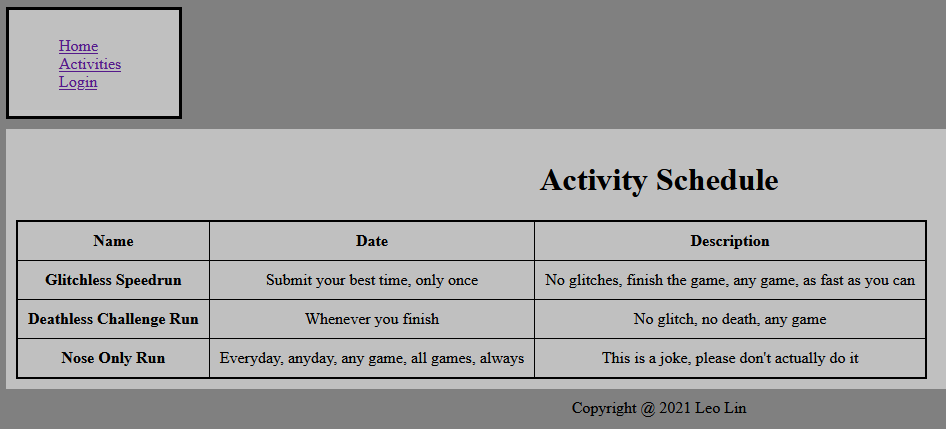 Home
Activities
Login
Activity Schedule
Name Date Description
Glitchless Speedrun Submit your best time, only once No glitches, finish the game, any game, as fast as you can
Deathless Challenge Run Whenever you finish No glitch, no death, any game
Nose Only Run Everyday, anyday, any game, all games, always This is a joke, please don't actually do it
Copyright @ 2021 Leo Lin